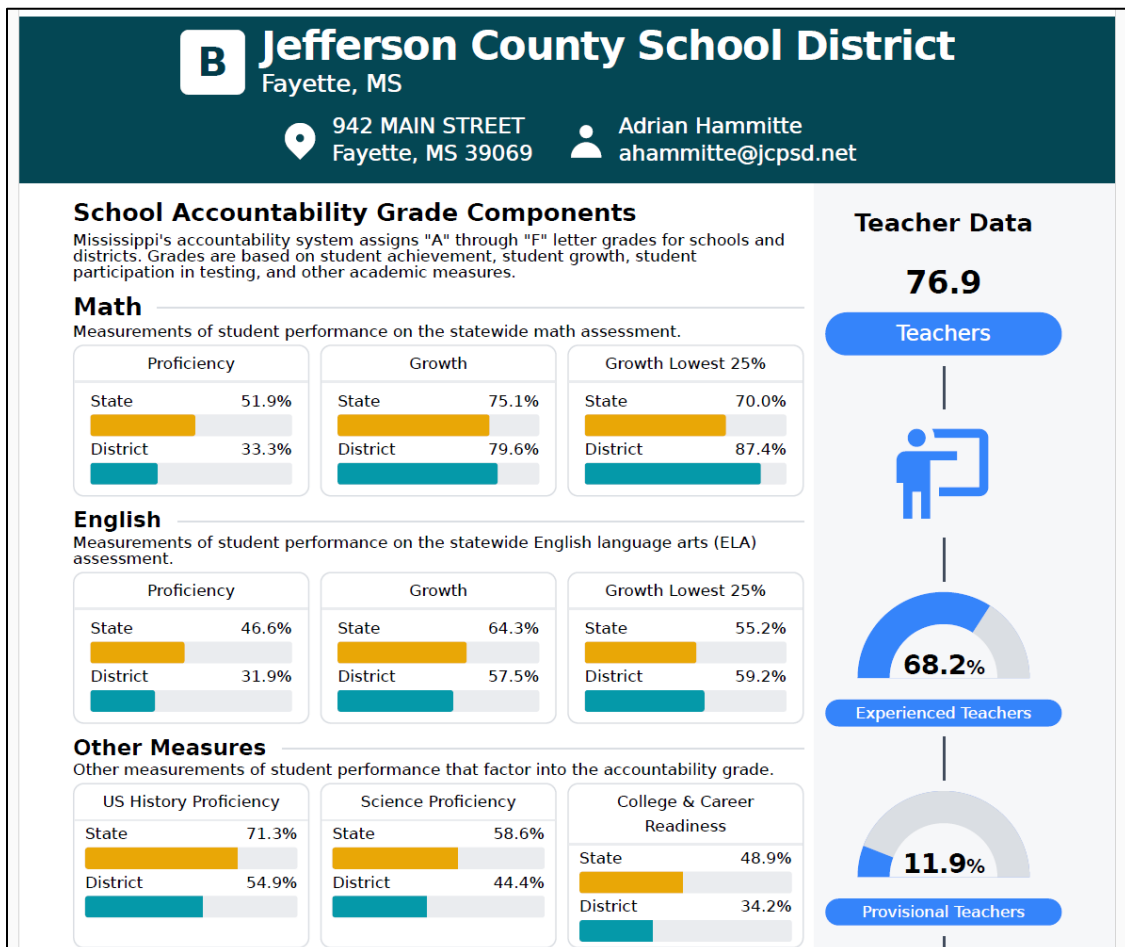 B
Jefferson County School District
Fayette, MS
942 MAIN STREET
Fayette, MS 39069
Adrian Hammitte
ahammitte@jcpsd.net
School Accountability Grade Components
Mississippi's accountability system assigns "A" through "F" letter grades for schools and
districts. Grades are based on student achievement, student growth, student
participation in testing, and other academic measures.
Math
Measurements of student performance on the statewide math assessment.
Proficiency
State 51.9%
District 33.3%
Growth
State 75.1%
District 79.6%
Growth Lowest 25%
State 70.0%
District 87.4%
English
Measurements of student performance on the statewide English language arts (ELA)
assessment.
Proficiency
State 46.6%
District 31.9%
Growth
State 64.3%
District 57.5%
Growth Lowest 25%
State 55.2%
District 59.2%
Other Measures
Other measurements of student performance that factor into the accountability grade.
US History Proficiency
State 71.3%
District 54.9%
Science Proficiency
State 58.6%
District 44.4%
College & Career
Readiness
State 48.9%
District 34.2%
Teacher Data
76.9
Teachers
68.2%
Experienced Teachers
11.9%
Provisional Teachers